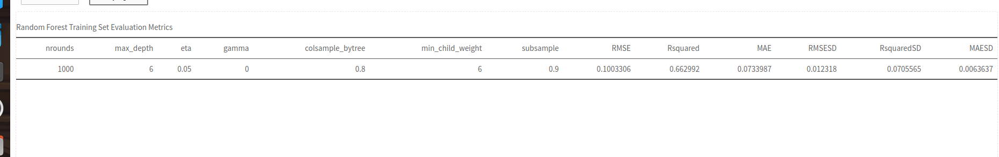 Random Forest Training Set Evaluation Metrics
nrounds max_depth eta gamma colsample_bytree min_child_weight subsample RMSE Rsquared MAE RMSESD RsquaredSD MAESD
1000 6 0.05 0 0.8 6 0.9 0.1003306 0.662992 0.0733987 0.012318 0.0705565 0.0063637